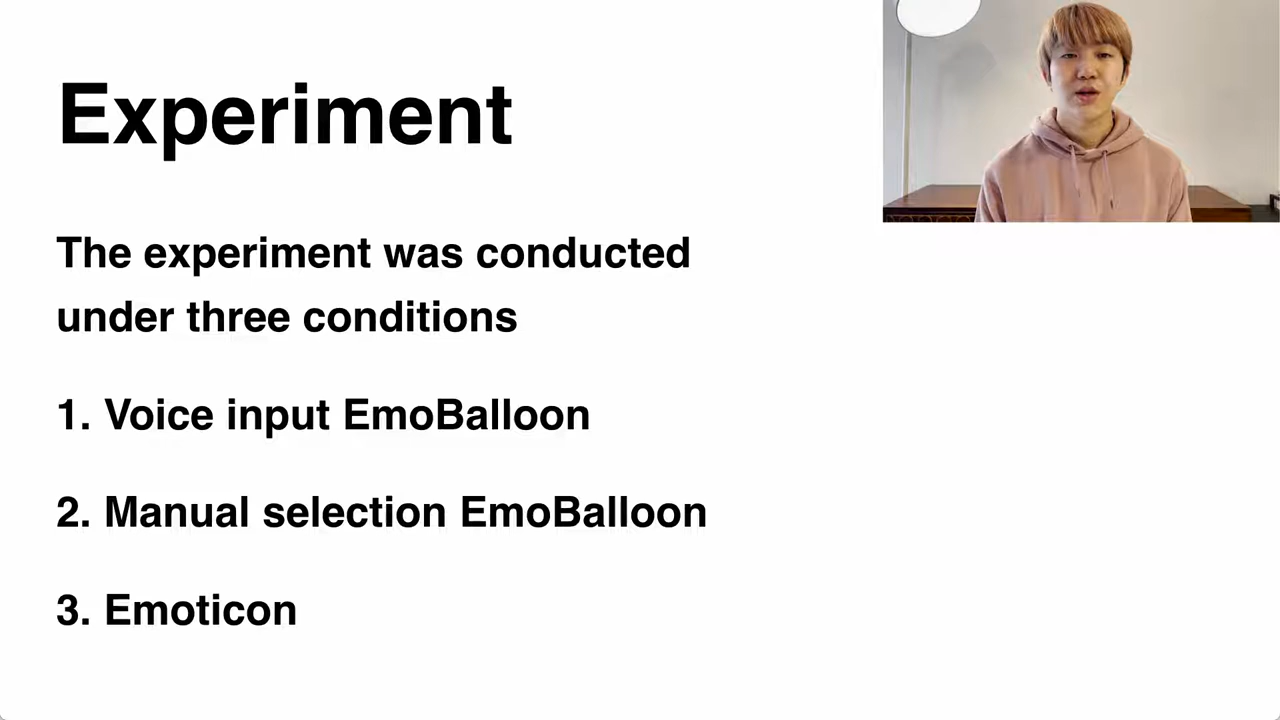 Experiment
The experiment was conducted
under three conditions
1. Voice input EmoBalloon
2. Manual selection EmoBalloon
3. Emoticon